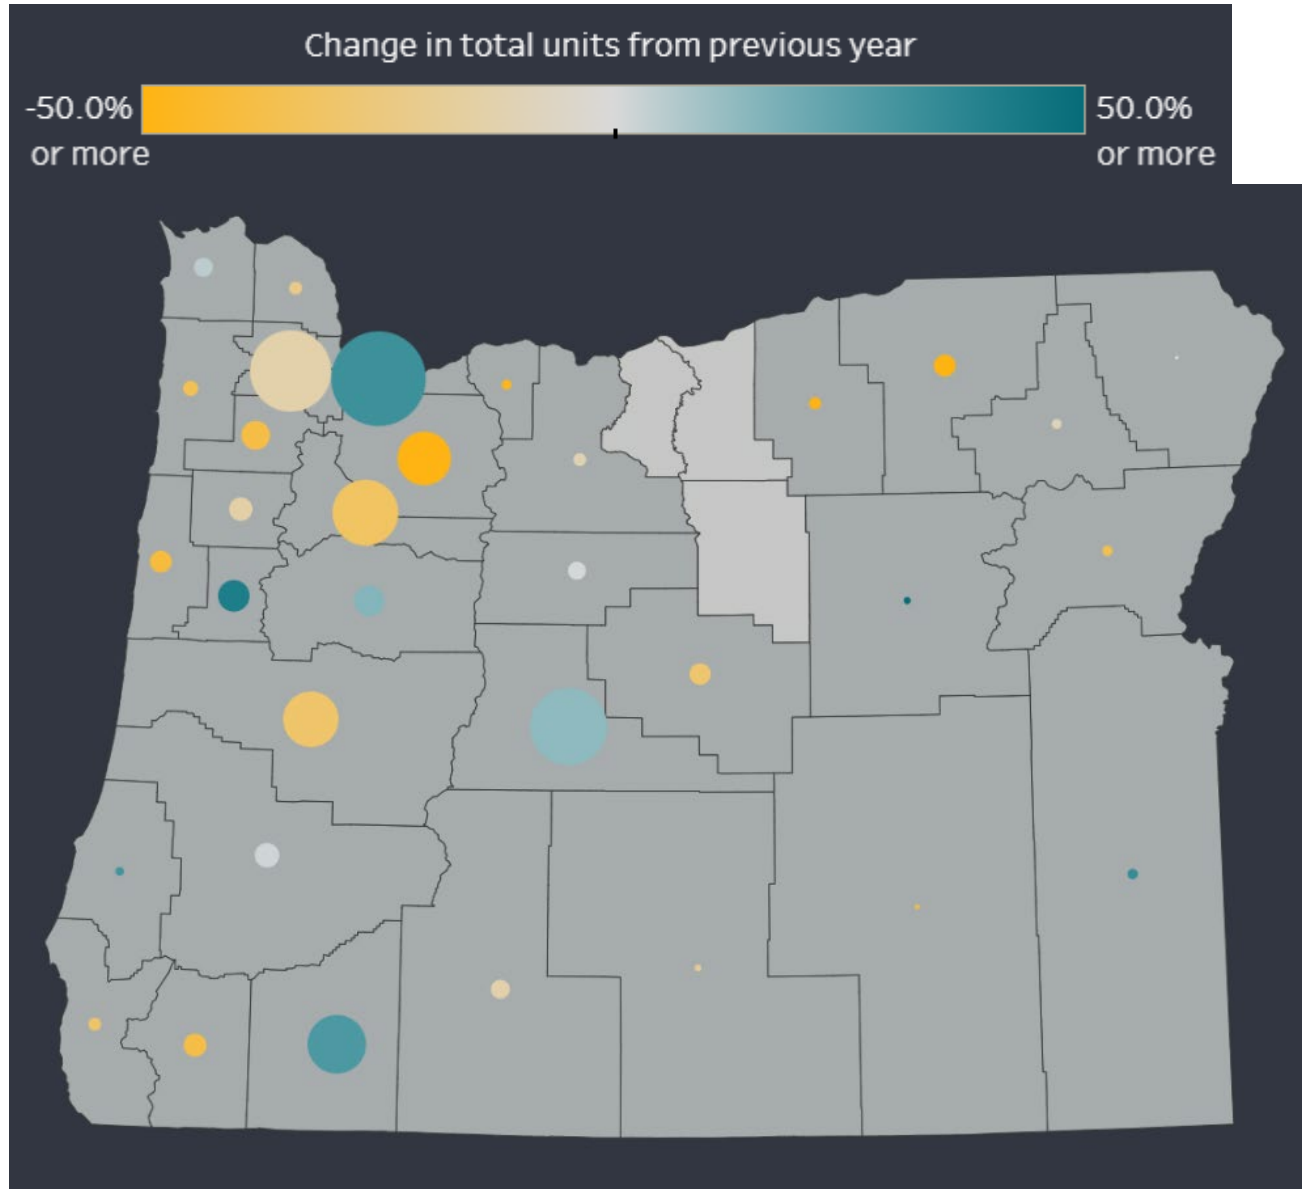 Change in total units from previous year
-50.0%
or more
50.0%
or more